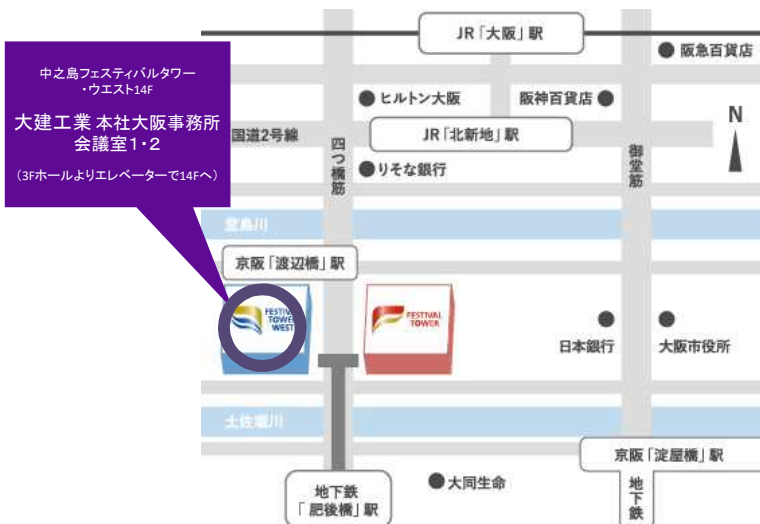 JR「大阪」駅
阪急百貨店
中之島フェスティバルタワー
・ウエスト14F
大建工業 本社大阪事務所
会議室1・2
(3Fホールよりエレベーターで14Fへ)
ヒルトン大阪
阪神百貨店
N
国道2号線
JR「北新地」駅
四つ橋筋
御堂筋
りそな銀行
堂島川
京阪「渡辺橋」駅
FESTIVAL
TOWER
WEST
FESTIVAL
TOWER
日本銀行
大阪市役所
土佐堀川
京阪「淀屋橋」駅
地下鉄
「肥後橋」駅
大同生命
地下鉄